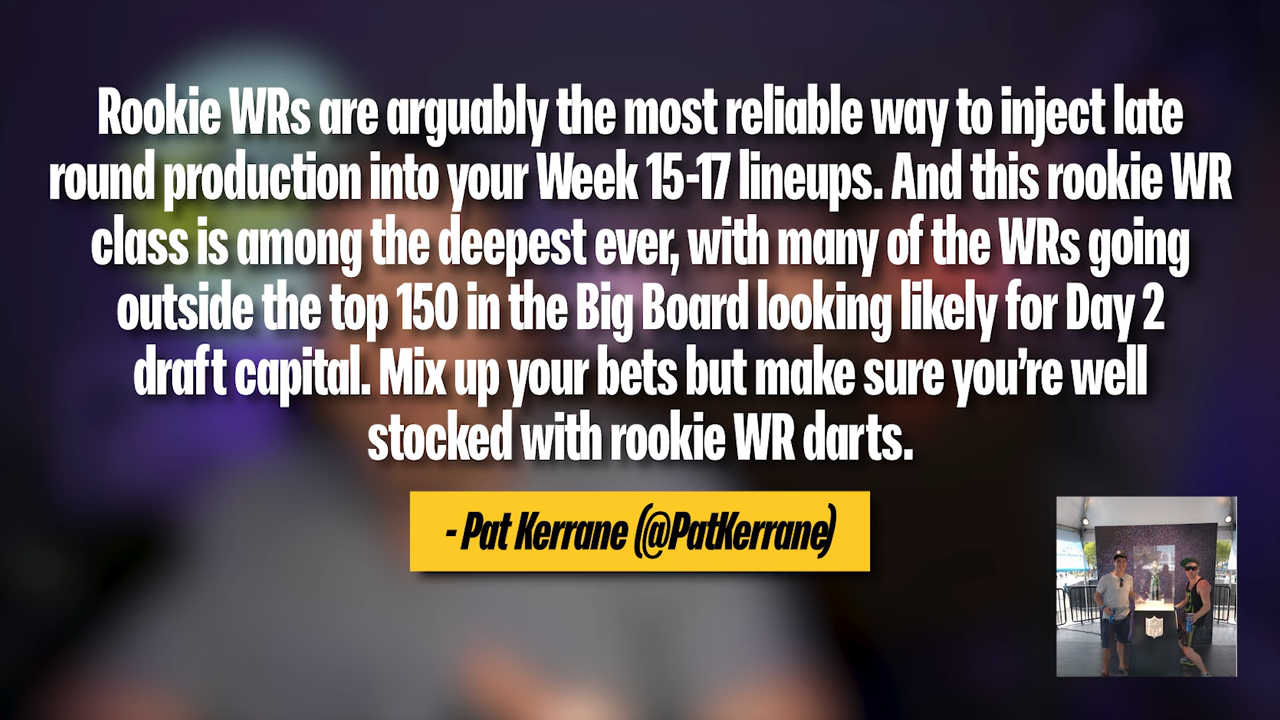 Rookie WRs are arguably the most reliable way to inject late
round production into your Week 15-17 lineups. And this rookie WR
class is among the deepest ever, with many of the WRs going
outside the top 150 in the Big Board looking likely for Day 2
draft capital. Mix up your bets but make sure you’re well
stocked with rookie WR darts.
- Pat Kerrane (@PatKerrane)